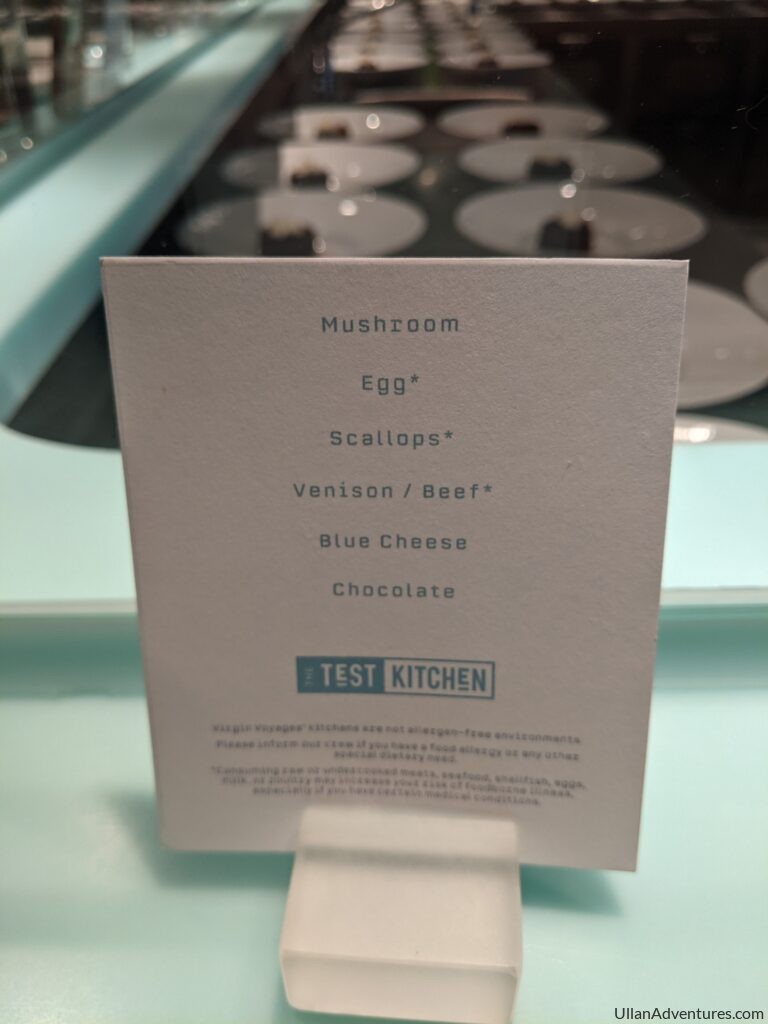 Mushroom
Egg*
Scallops*
Venison / Beef*
Blue Cheese
Chocolate
THE TEST KITCHEN
Virgin Voyages' kitchens are not allergen-free environments
Please inform our crew if you have a food allergy or any other
special dietary need.
*Consuming raw or undercooked meats, seafood, shellfish, eggs,
milk, or poultry may increase your risk of foodborne illness,
especially if you have certain medical conditions.
UllanAdventures.com